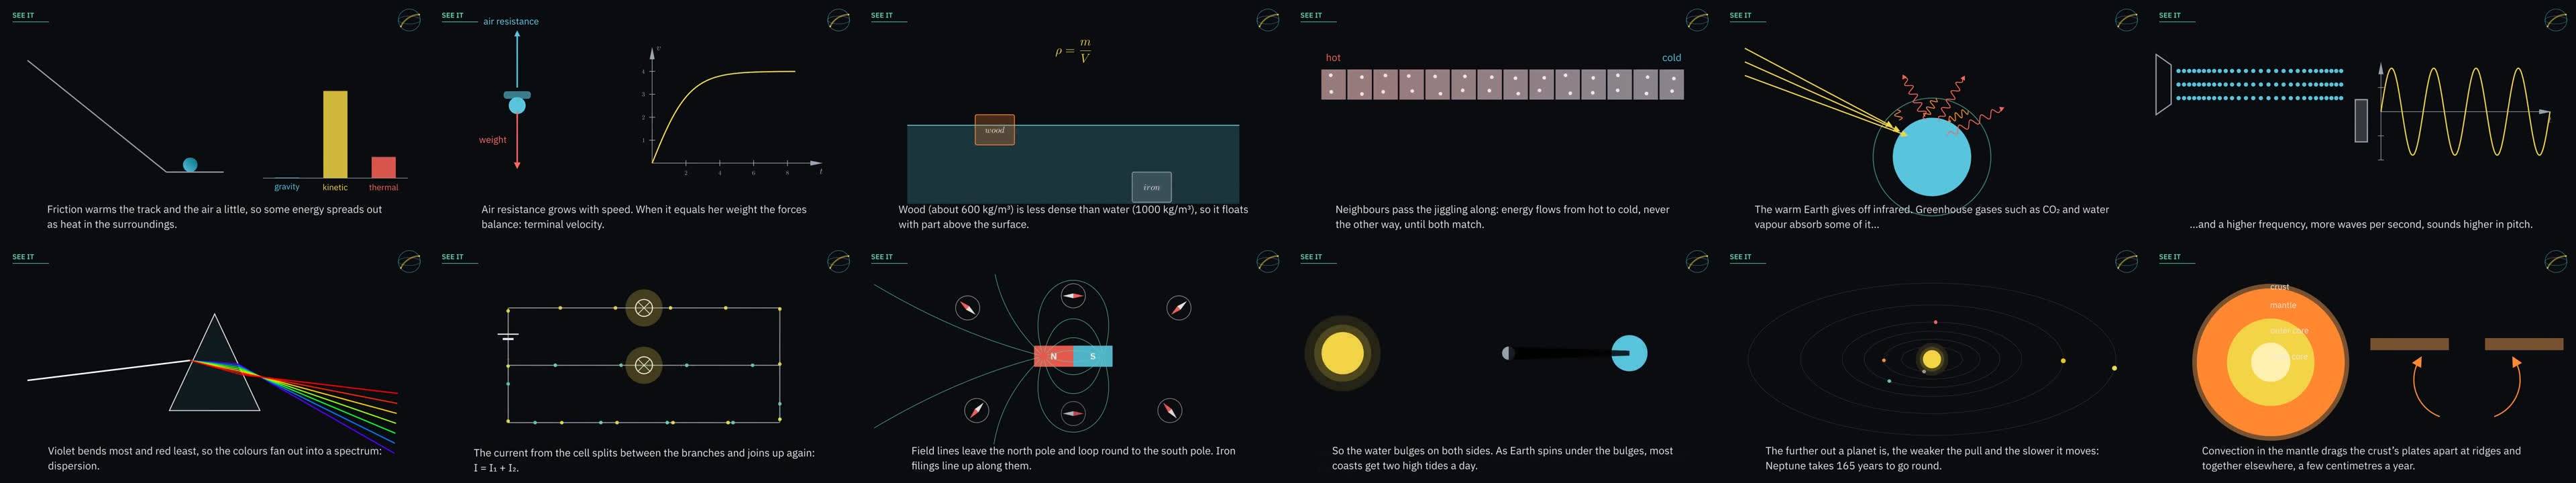 SEE IT
gravity
kinetic
thermal
Friction warms the track and the air a little, so some energy spreads out
as heat in the surroundings.
SEE IT
air resistance
weight
v
4
3
2
1
2
4
6
8
t
Air resistance grows with speed. When it equals her weight the forces
balance: terminal velocity.
SEE IT
ρ = m/V
wood
iron
Wood (about 600 kg/m³) is less dense than water (1000 kg/m³), so it floats
with part above the surface.
SEE IT
hot
cold
Neighbours pass the jiggling along: energy flows from hot to cold, never
the other way, until both match.
SEE IT
The warm Earth gives off infrared. Greenhouse gases such as CO₂ and water
vapour absorb some of it...
SEE IT
...and a higher frequency, more waves per second, sounds higher in pitch.
SEE IT
Violet bends most and red least, so the colours fan out into a spectrum:
dispersion.
SEE IT
The current from the cell splits between the branches and joins up again:
I = I₁ + I₂.
SEE IT
N
S
Field lines leave the north pole and loop round to the south pole. Iron
filings line up along them.
SEE IT
So the water bulges on both sides. As Earth spins under the bulges, most
coasts get two high tides a day.
SEE IT
The further out a planet is, the weaker the pull and the slower it moves:
Neptune takes 165 years to go round.
SEE IT
crust
mantle
outer core
core
Convection in the mantle drags the crust's plates apart at ridges and
together elsewhere, a few centimetres a year.